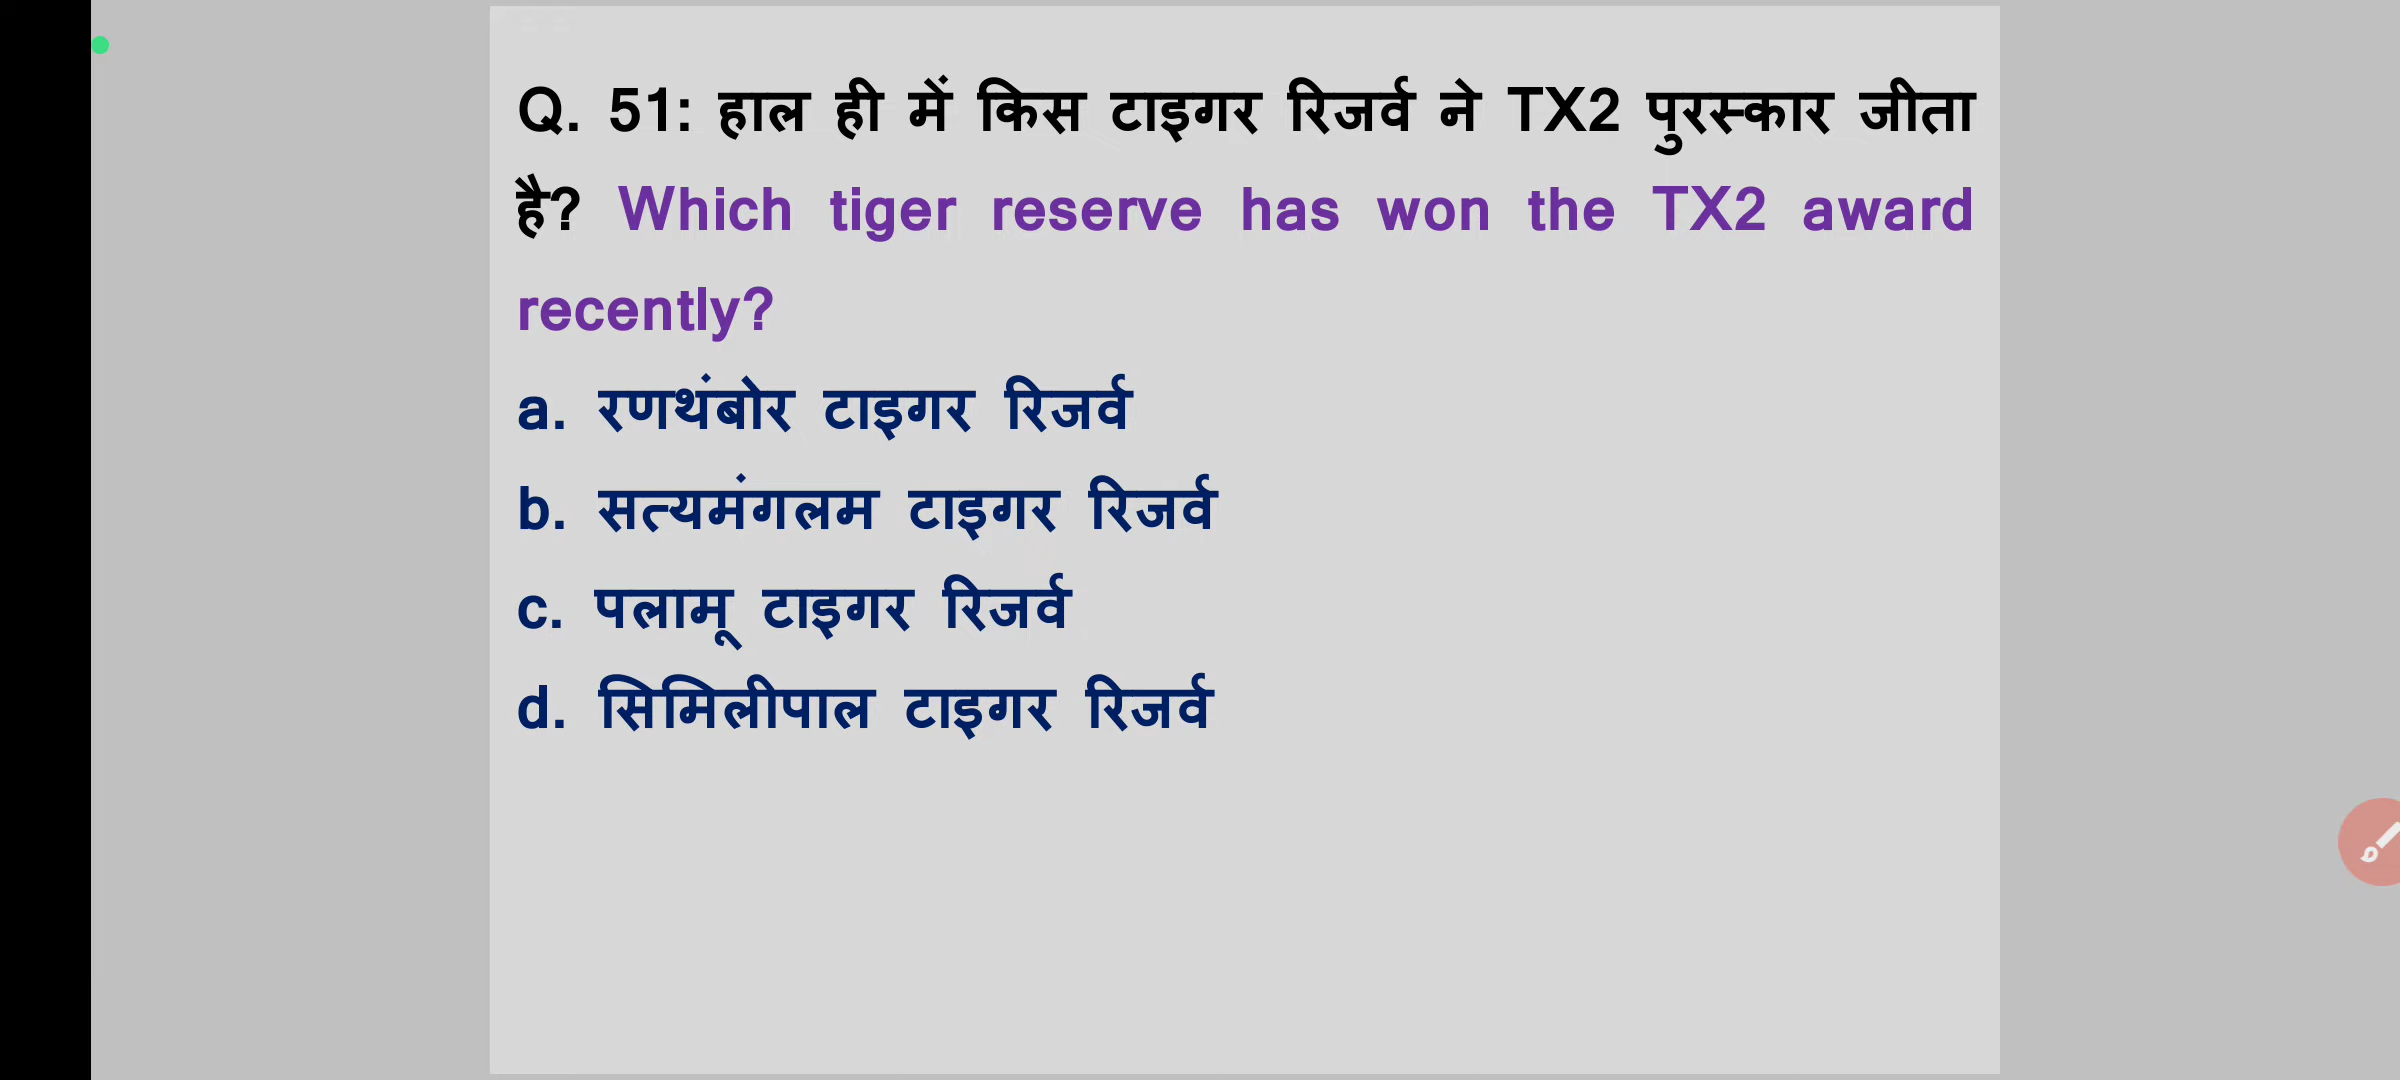 Q. 51: हाल ही में किस टाइगर रिजर्व ने TX2 पुरस्कार जीता
है? Which tiger reserve has won the TX2 award
recently?
a. रणथंबोर टाइगर रिजर्व
b. सत्यमंगलम टाइगर रिजर्व
c. पलामू टाइगर रिजर्व
d. सिमिलीपाल टाइगर रिजर्व